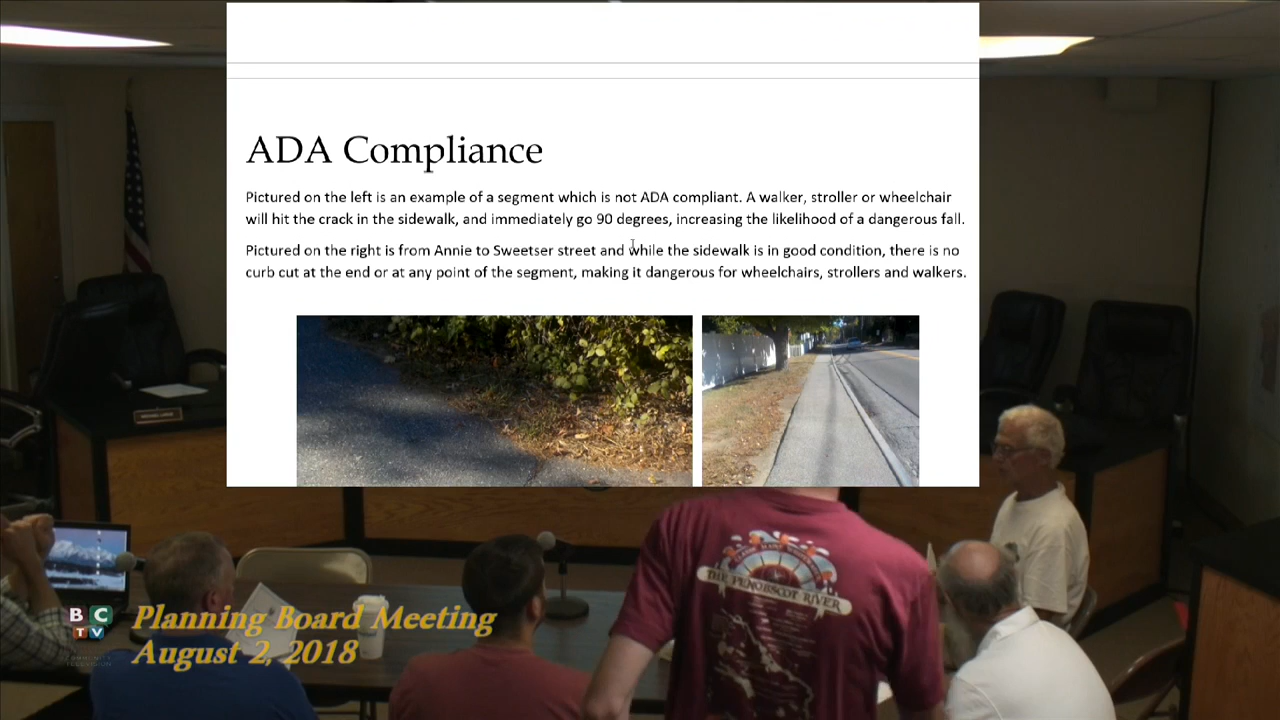 ADA Compliance
Pictured on the left is an example of a segment which is not ADA compliant. A walker, stroller or wheelchair
will hit the crack in the sidewalk, and immediately go 90 degrees, increasing the likelihood of a dangerous fall.
Pictured on the right is from Annie to Sweetser street and while the sidewalk is in good condition, there is no
curb cut at the end or at any point of the segment, making it dangerous for wheelchairs, strollers and walkers.
THE PENOBSCOT RIVER
B C
TV
COMMUNITY
TELEVISION
Planning Board Meeting
August 2, 2018